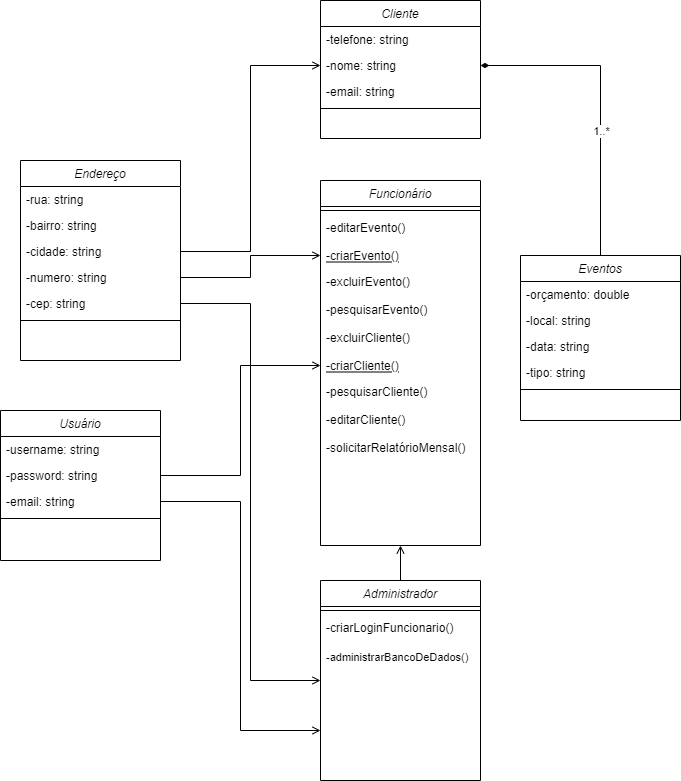 Cliente
-telefone: string
-nome: string
-email: string
1..*
Endereço
-rua: string
-bairro: string
-cidade: string
-numero: string
-cep: string
Funcionário
-editarEvento()
-criarEvento()
-excluirEvento()
-pesquisarEvento()
-excluirCliente()
-criarCliente()
-pesquisarCliente()
-editarCliente()
-solicitarRelatórioMensal()
Eventos
-orçamento: double
-local: string
-data: string
-tipo: string
Usuário
-username: string
-password: string
-email: string
Administrador
-criarLoginFuncionario()
-administrarBancoDeDados()